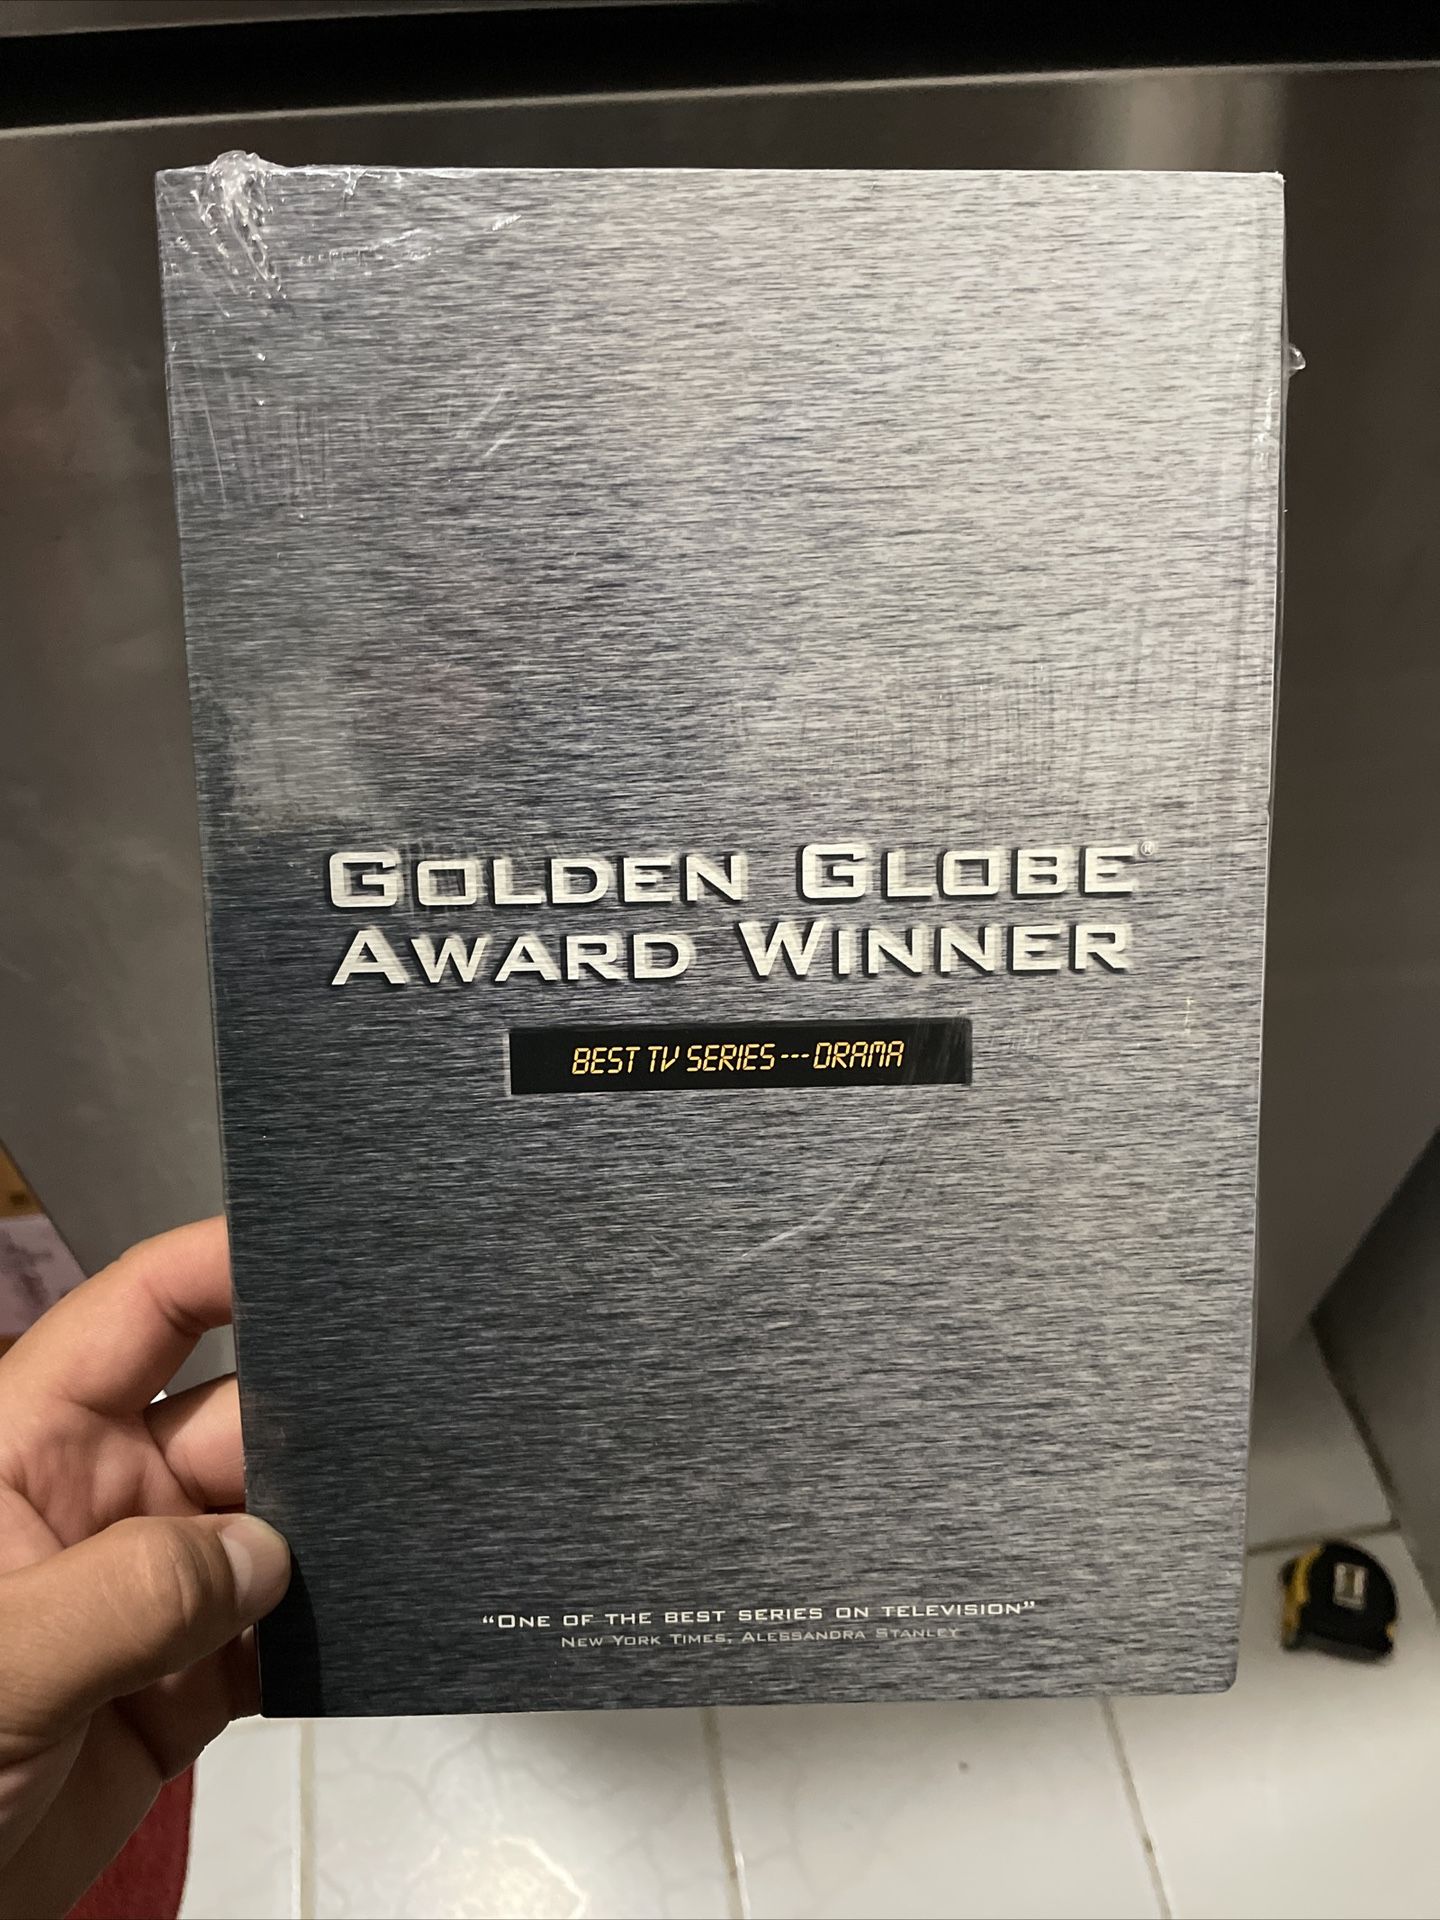 GOLDEN GLOBE®
AWARD WINNER
BEST TV SERIES---DRAMA
“ONE OF THE BEST SERIES ON TELEVISION”
NEW YORK TIMES, ALESSANDRA STANLEY